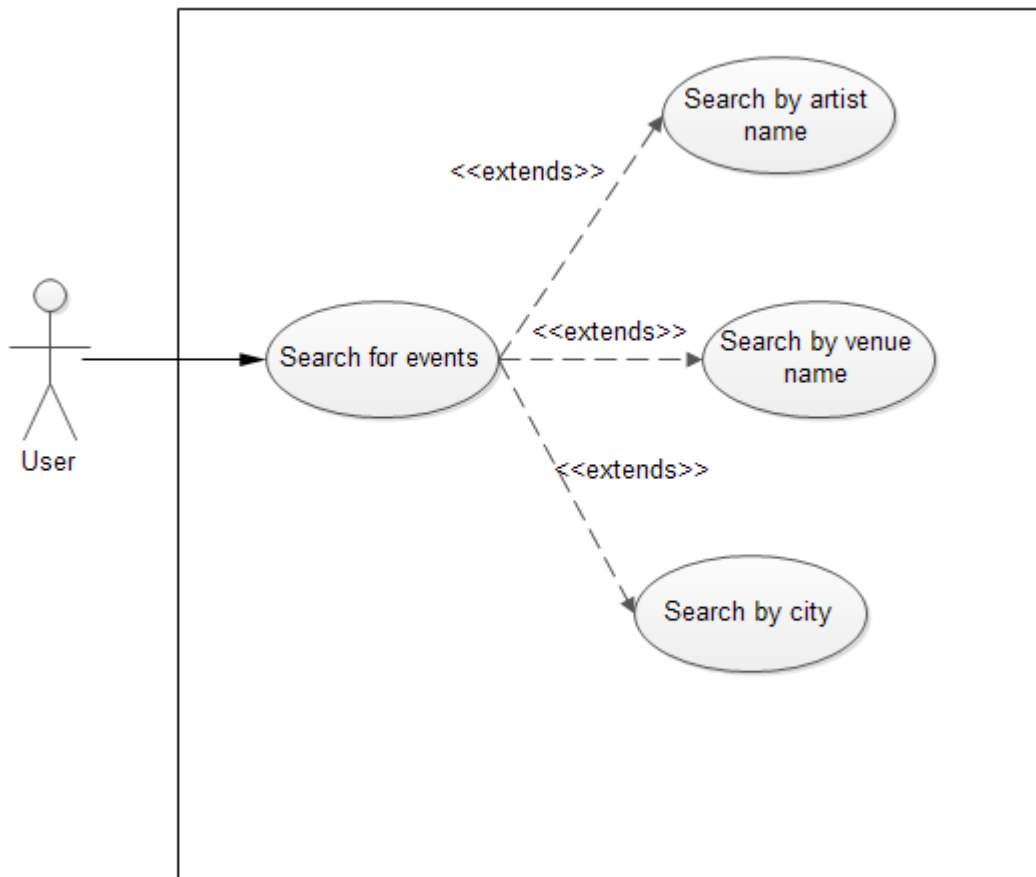 Search by artist
name
<<extends>>
<<extends>>
Search by venue
name
Search for events
User
<<extends>>
Search by city